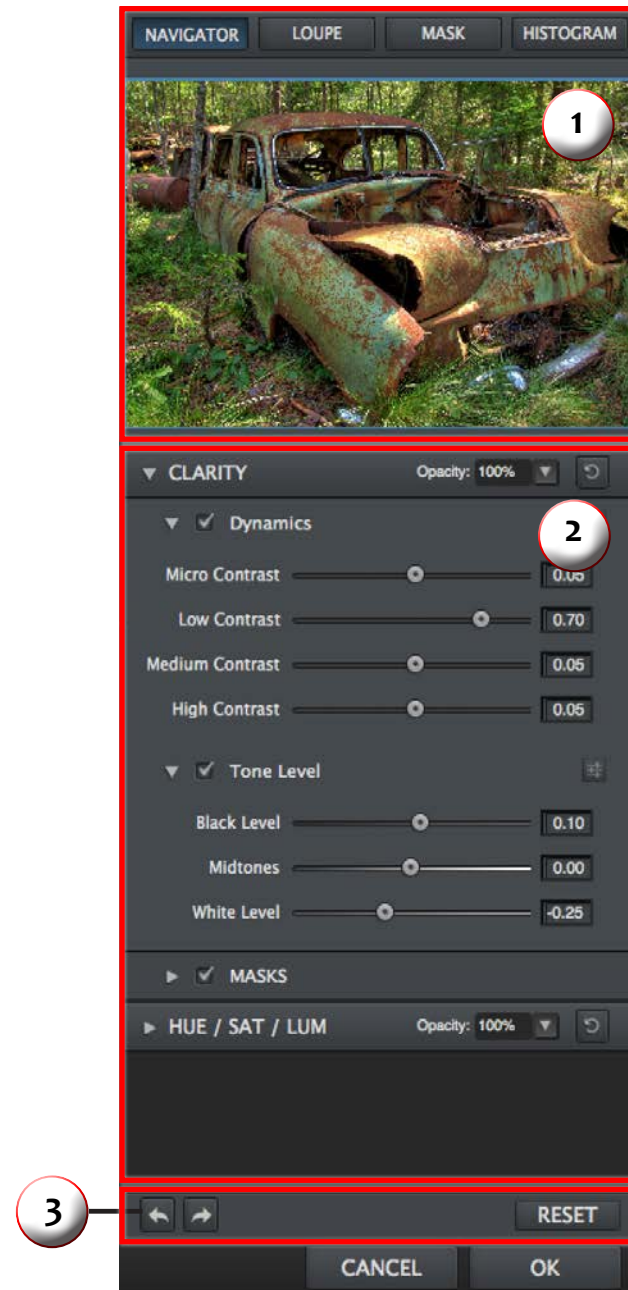 NAVIGATOR LOUPE MASK HISTOGRAM
1
CLARITY Opacity: 100%
2
Dynamics
Micro Contrast 0.05
Low Contrast 0.70
Medium Contrast 0.05
High Contrast 0.05
Tone Level
Black Level 0.10
Midtones 0.00
White Level -0.25
MASKS
HUE / SAT / LUM Opacity: 100%
3
RESET
CANCEL OK